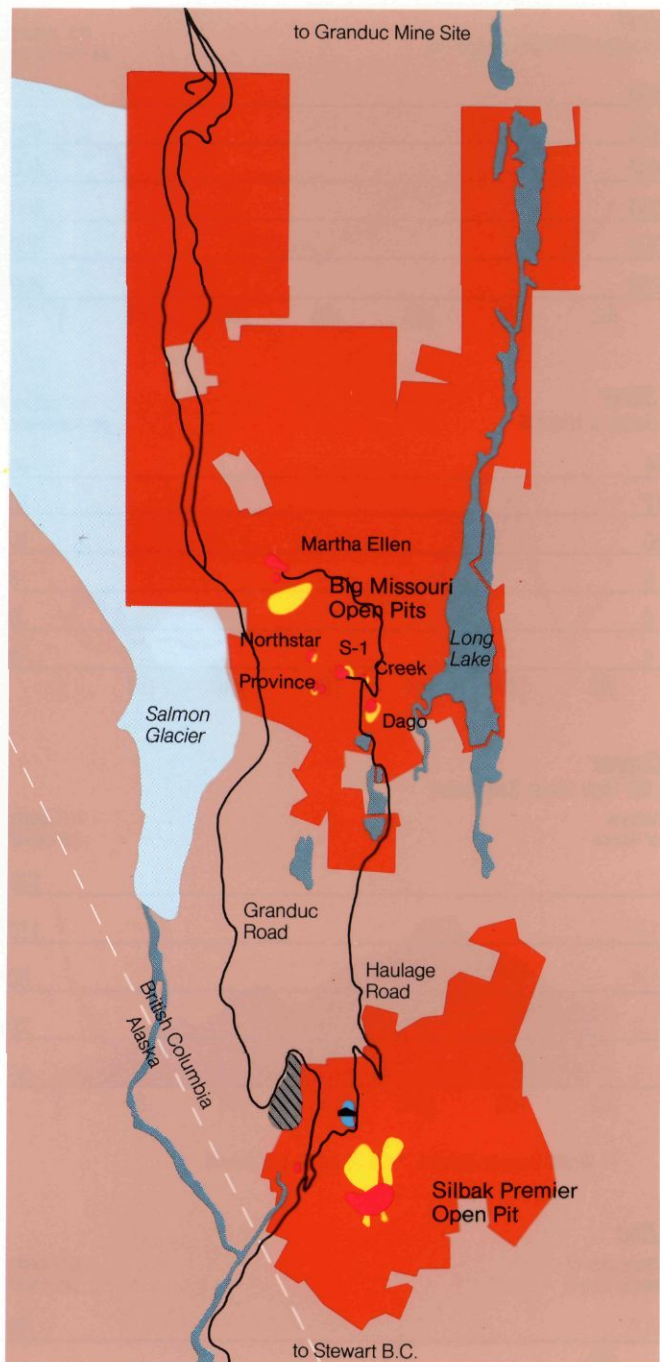 to Granduc Mine Site
Martha Ellen
Big Missouri
Open Pits
Northstar
S-1
Creek
Province
Long
Lake
Dago
Salmon
Glacier
Granduc
Road
Haulage
Road
British Columbia
Alaska
Silbak Premier
Open Pit
to Stewart B.C.